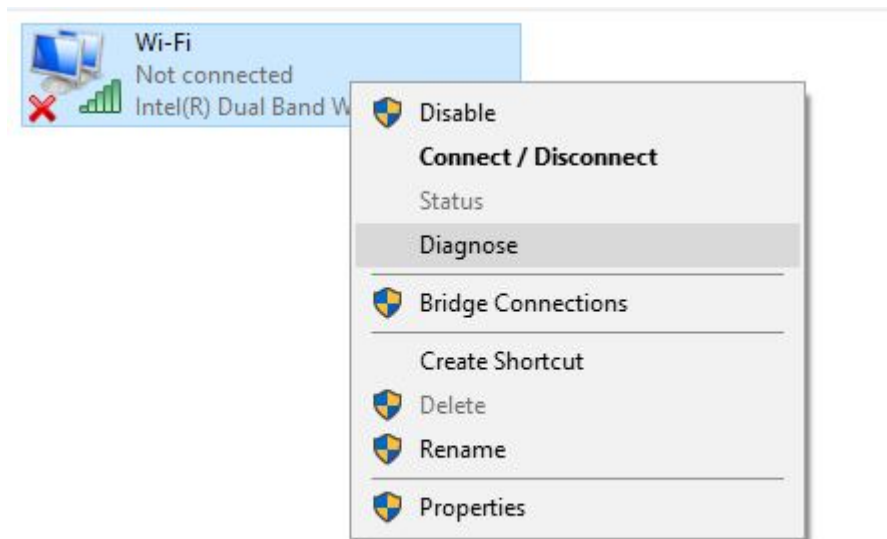 Wi-Fi
Not connected
Intel(R) Dual Band
Disable
Connect / Disconnect
Status
Diagnose
Bridge Connections
Create Shortcut
Delete
Rename
Properties